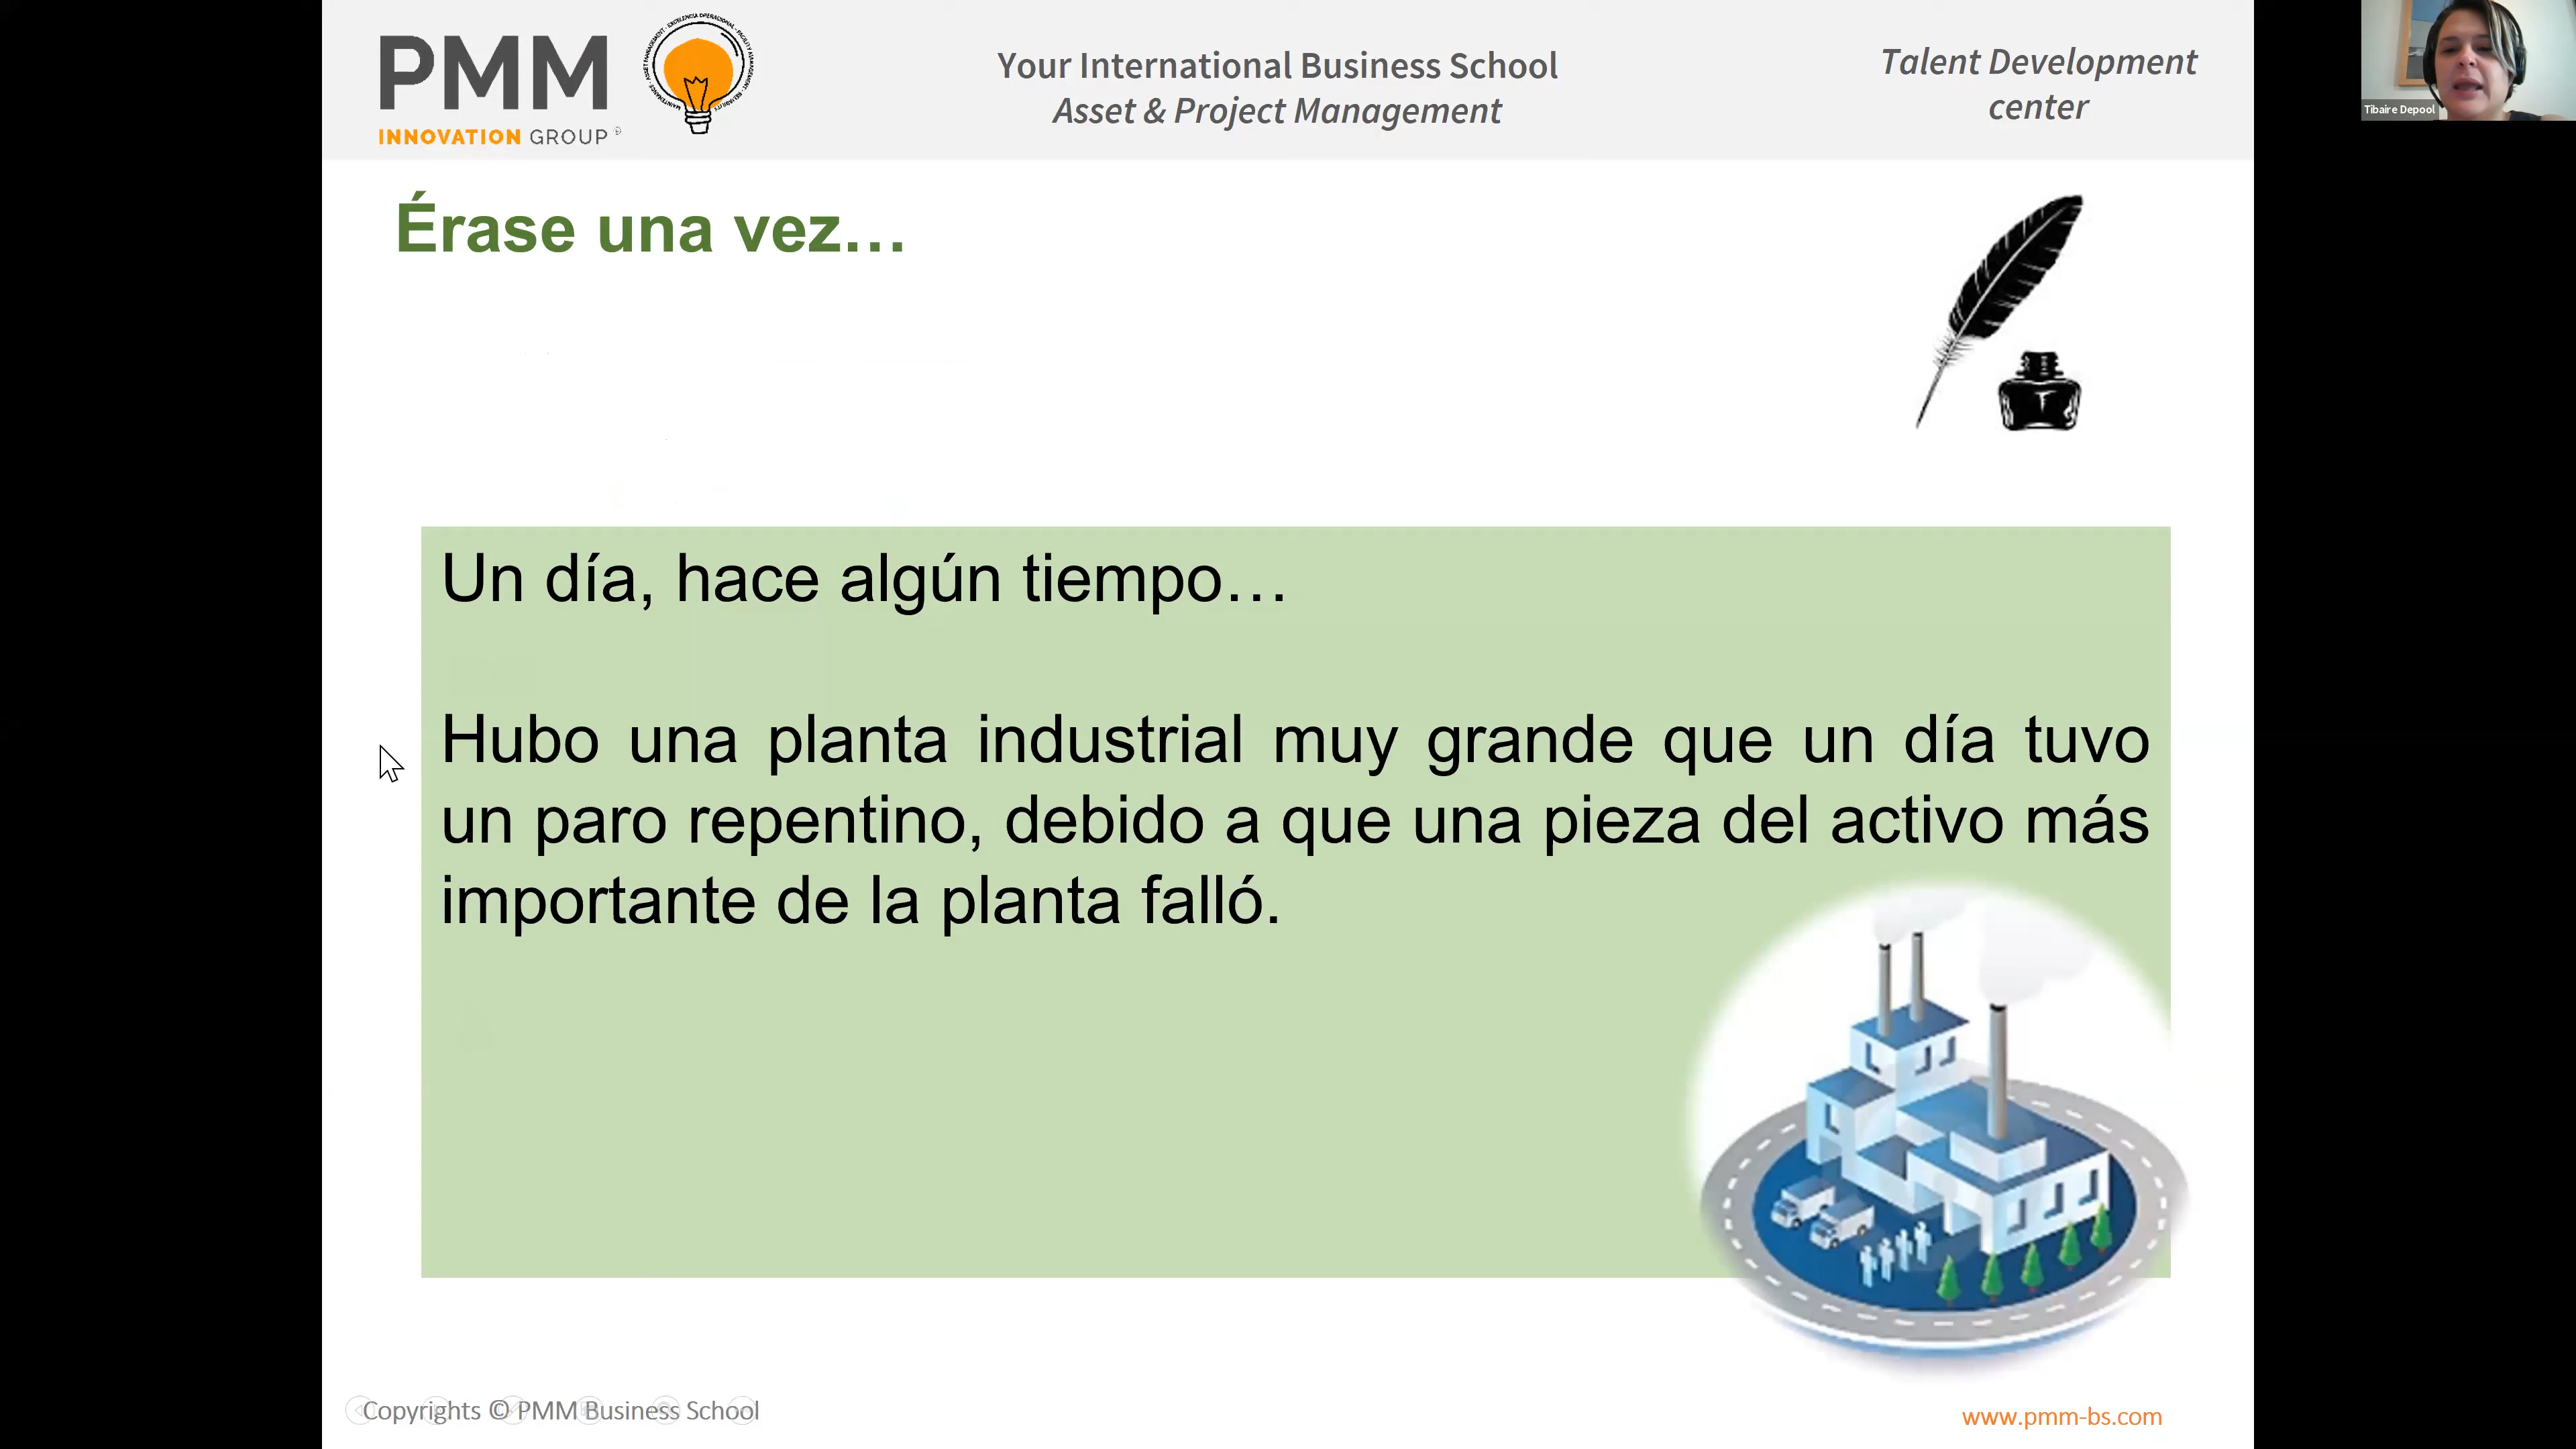 PMM
INNOVATION GROUP
Your International Business School
Asset & Project Management
Talent Development
center
Tibaire Depool
Érase una vez…
Un día, hace algún tiempo…
Hubo una planta industrial muy grande que un día tuvo
un paro repentino, debido a que una pieza del activo más
importante de la planta falló.
Copyrights © PMM Business School
www.pmm-bs.com